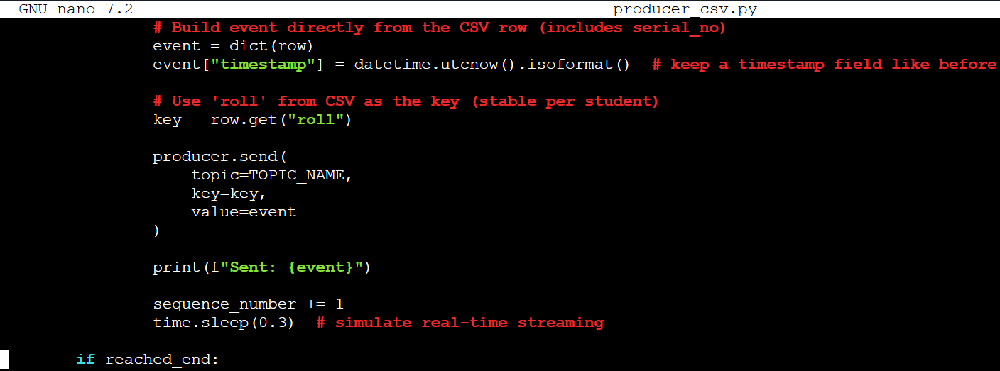 GNU nano 7.2 producer_csv.py
# Build event directly from the CSV row (includes serial_no)
event = dict(row)
event["timestamp"] = datetime.utcnow().isoformat()  # keep a timestamp field like before
# Use 'roll' from CSV as the key (stable per student)
key = row.get("roll")
producer.send(
topic=TOPIC_NAME,
key=key,
value=event
)
print(f"Sent: {event}")
sequence_number += 1
time.sleep(0.3)  # simulate real-time streaming
if reached_end: